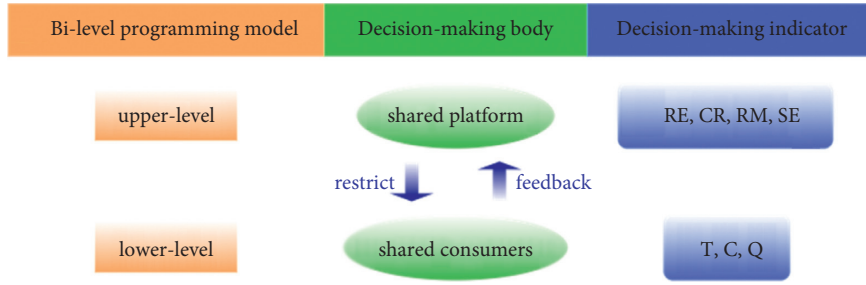 Bi-level programming model
Decision-making body
Decision-making indicator
upper-level
shared platform
RE, CR, RM, SE
restrict
feedback
lower-level
shared consumers
T, C, Q